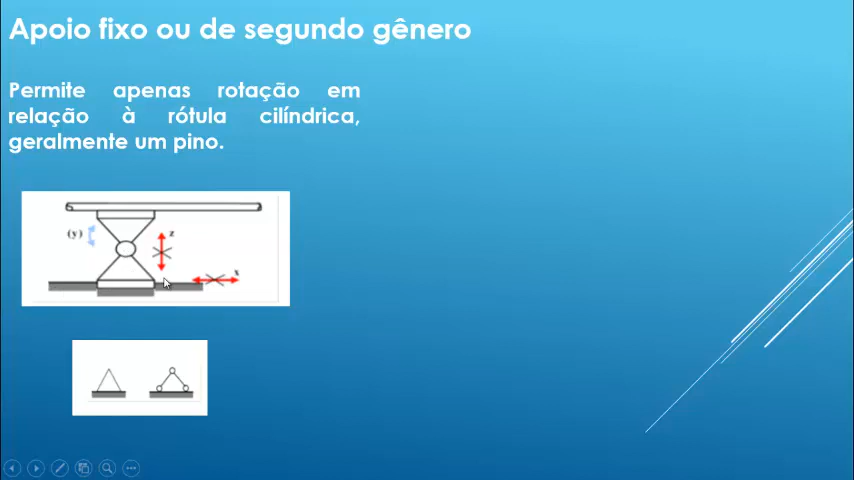 Apoio fixo ou de segundo gênero
Permite apenas rotação em
relação à rótula cilíndrica,
geralmente um pino.
(y)
z
x